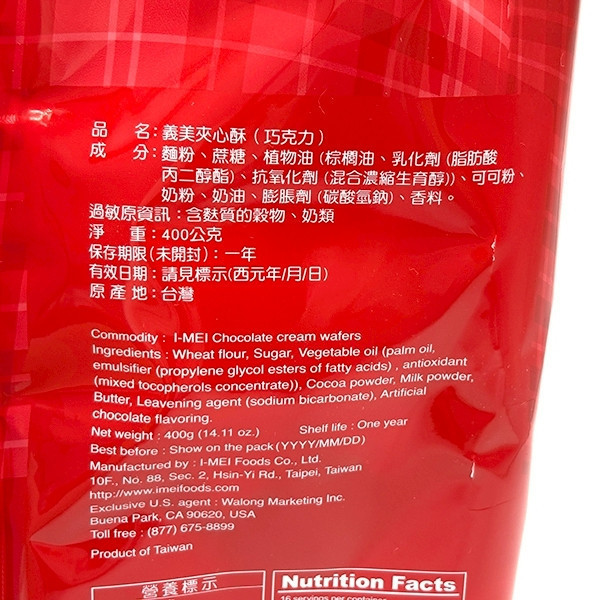 品 名：義美夾心酥（巧克力）
成 分：麵粉、蔗糖、植物油（棕櫚油、乳化劑（脂肪酸
丙二醇酯）、抗氧化劑（混合濃縮生育醇））、可可粉、
奶粉、奶油、膨脹劑（碳酸氫鈉）、香料。
過敏原資訊：含麩質的穀物、奶類
淨 重：400公克
保存期限（未開封）：一年
有效日期：請見標示(西元年/月/日)
原 產 地：台灣
Commodity : I-MEI Chocolate cream wafers
Ingredients : Wheat flour, Sugar, Vegetable oil (palm oil,
emulsifier (propylene glycol esters of fatty acids) , antioxidant
(mixed tocopherols concentrate)), Cocoa powder, Milk powder,
Butter, Leavening agent (sodium bicarbonate), Artificial
chocolate flavoring.
Net weight : 400g (14.11 oz.) Shelf life : One year
Best before : Show on the pack (YYYY/MM/DD)
Manufactured by : I-MEI Foods Co., Ltd.
10F., No. 88, Sec. 2, Hsin-Yi Rd., Taipei, Taiwan
http://www.imeifoods.com
Exclusive U.S. agent : Walong Marketing Inc.
Buena Park, CA 90620, USA
Toll free : (877) 675-8899
Product of Taiwan
營養標示
Nutrition Facts
16 servings per container